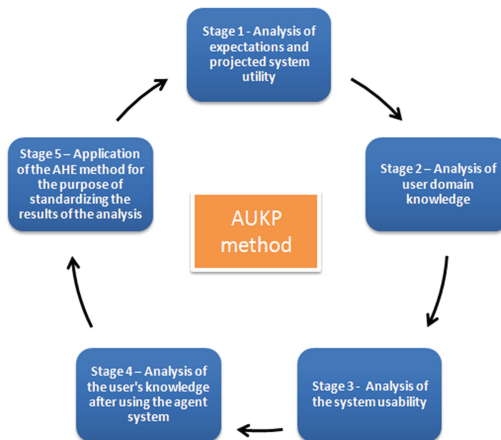 Stage 1 - Analysis of
expectations and
projected system
utility
Stage 2 – Analysis of
user domain
knowledge
Stage 3 - Analysis of
the system usability
Stage 4 – Analysis of
the user's knowledge
after using the agent
system
Stage 5 – Application
of the AHE method for
the purpose of
standardizing the
results of the analysis
AUKP
method